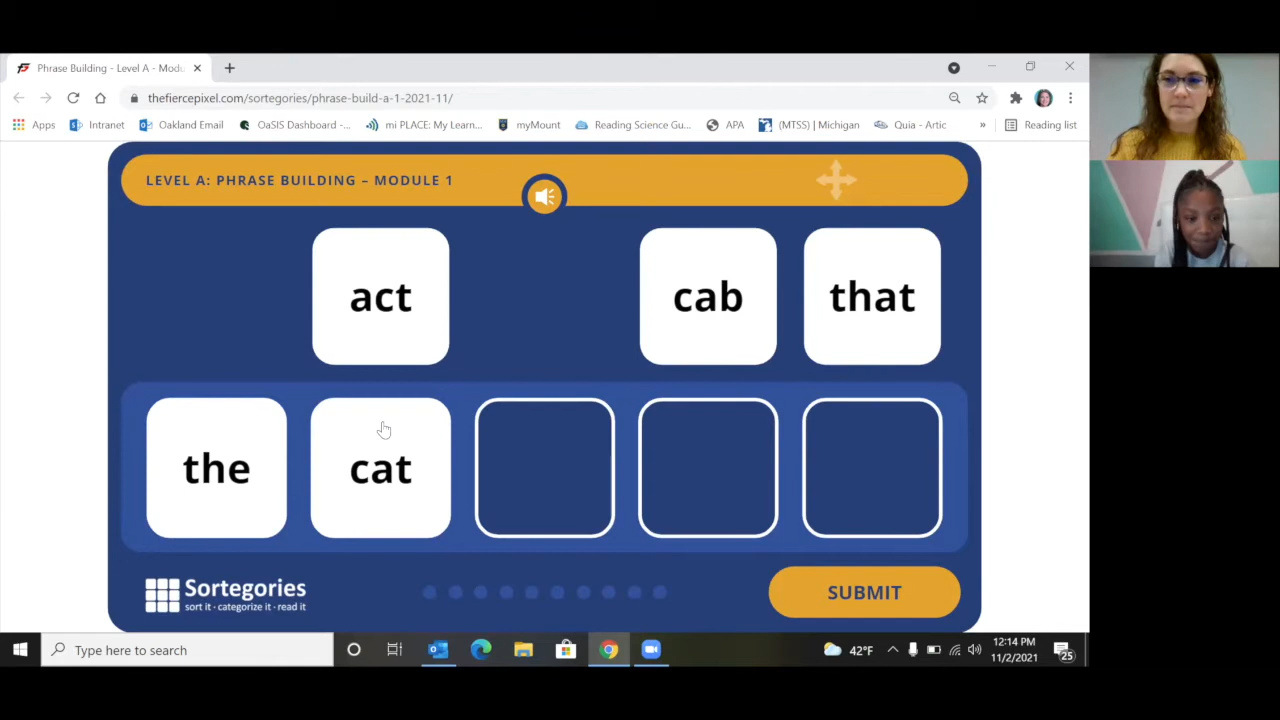 Phrase Building - Level A - Modu
thefiercepixel.com/sortegories/phrase-build-a-1-2021-11/
Apps
Intranet
Oakland Email
OaSIS Dashboard -...
mi PLACE: My Learn...
myMount
Reading Science Gu...
APA
(MTSS) | Michigan
Quia - Artic
»
Reading list
LEVEL A: PHRASE BUILDING – MODULE 1
act
cab
that
the
cat
Sortegories
sort it · categorize it · read it
SUBMIT
Type here to search
42°F
12:14 PM
11/2/2021
25